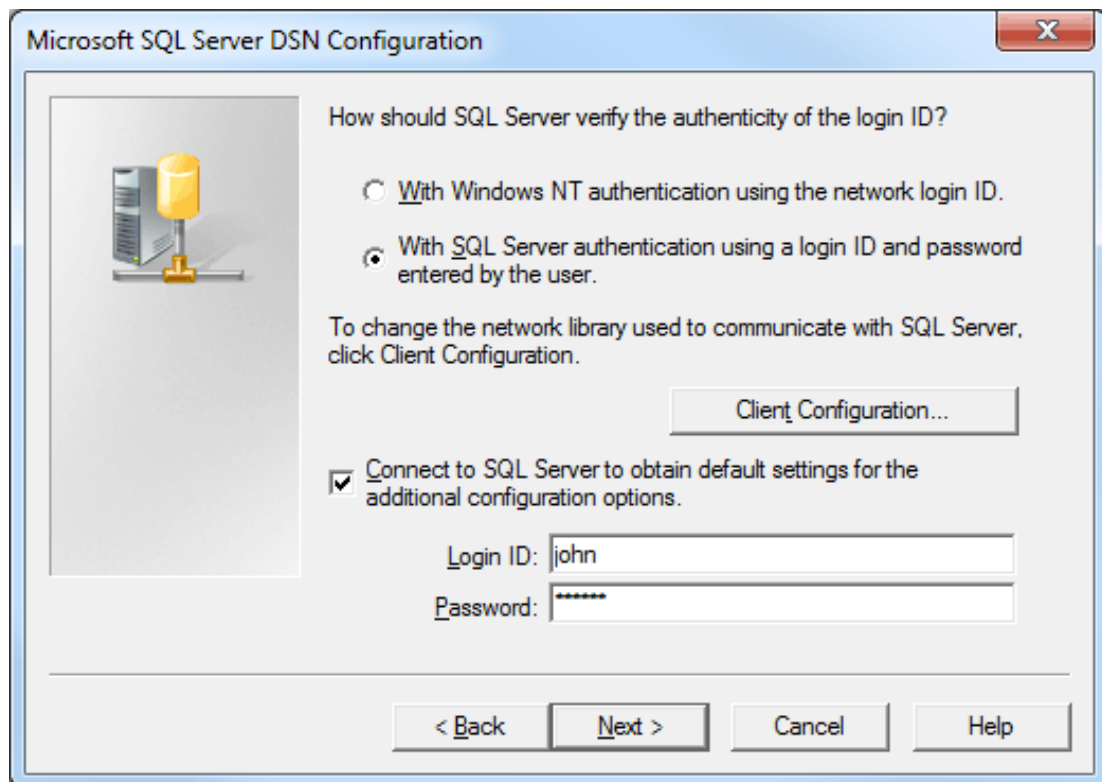 Microsoft SQL Server DSN Configuration
How should SQL Server verify the authenticity of the login ID?
With Windows NT authentication using the network login ID.
With SQL Server authentication using a login ID and password
entered by the user.
To change the network library used to communicate with SQL Server,
click Client Configuration.
Client Configuration...
Connect to SQL Server to obtain default settings for the
additional configuration options.
Login ID: john
Password: ******
< Back Next > Cancel Help